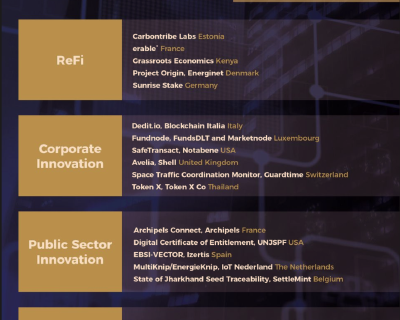 ReFi
Carbontribe Labs Estonia
erable° France
Grassroots Economics Kenya
Project Origin, Energinet Denmark
Sunrise Stake Germany
Corporate
Innovation
Dedit.io, Blockchain Italia Italy
Fundnode, FundsDLT and Marketnode Luxembourg
SafeTransact, Notabene USA
Avelia, Shell United Kingdom
Space Traffic Coordination Monitor, Guardtime Switzerland
Token X, Token X Co Thailand
Public Sector
Innovation
Archipels Connect, Archipels France
Digital Certificate of Entitlement, UNJSPF USA
EBSI-VECTOR, Izertis Spain
MultiKnip/EnergieKnip, IoT Nederland The Netherlands
State of Jharkhand Seed Traceability, SettleMint Belgium